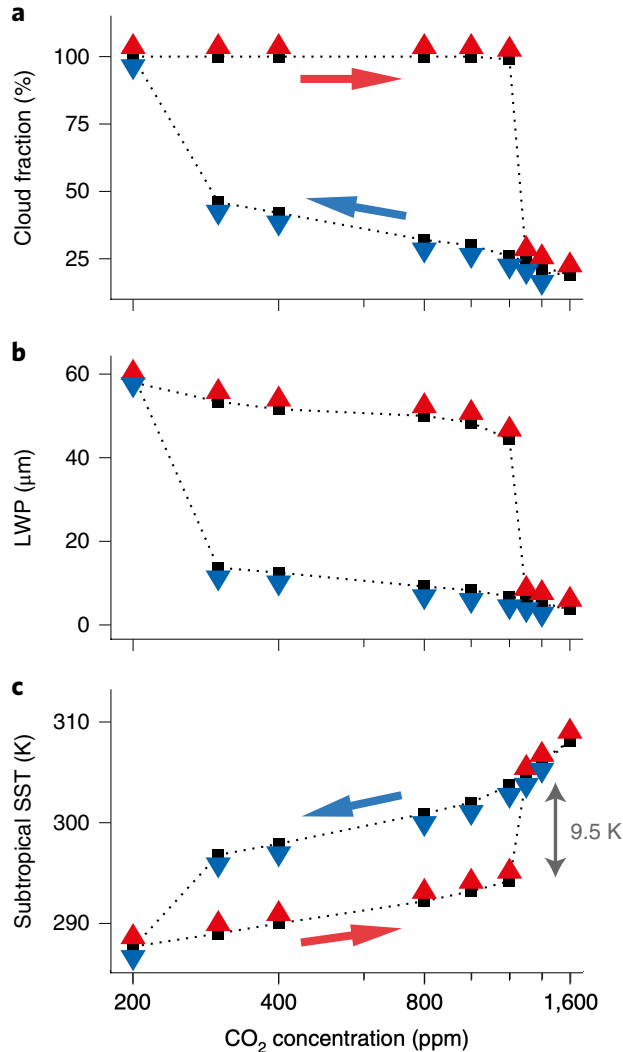 a
100
75
50
25
Cloud fraction (%)
b
60
40
20
0
LWP (μm)
c
310
300
290
Subtropical SST (K)
9.5 K
200
400
800
1,600
CO₂ concentration (ppm)